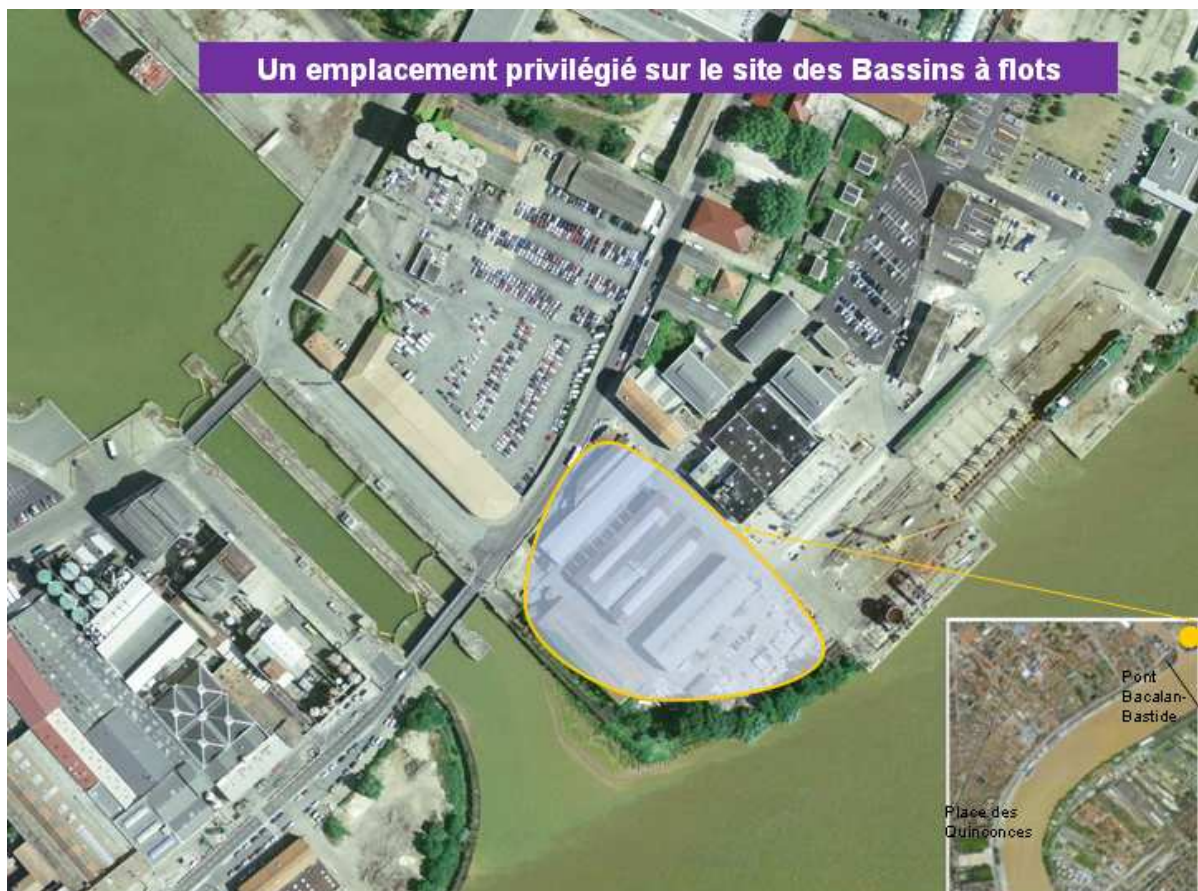 Un emplacement privilégié sur le site des Bassins à flots
Pont
Bacalan-
Bastide
Place des
Quinconces